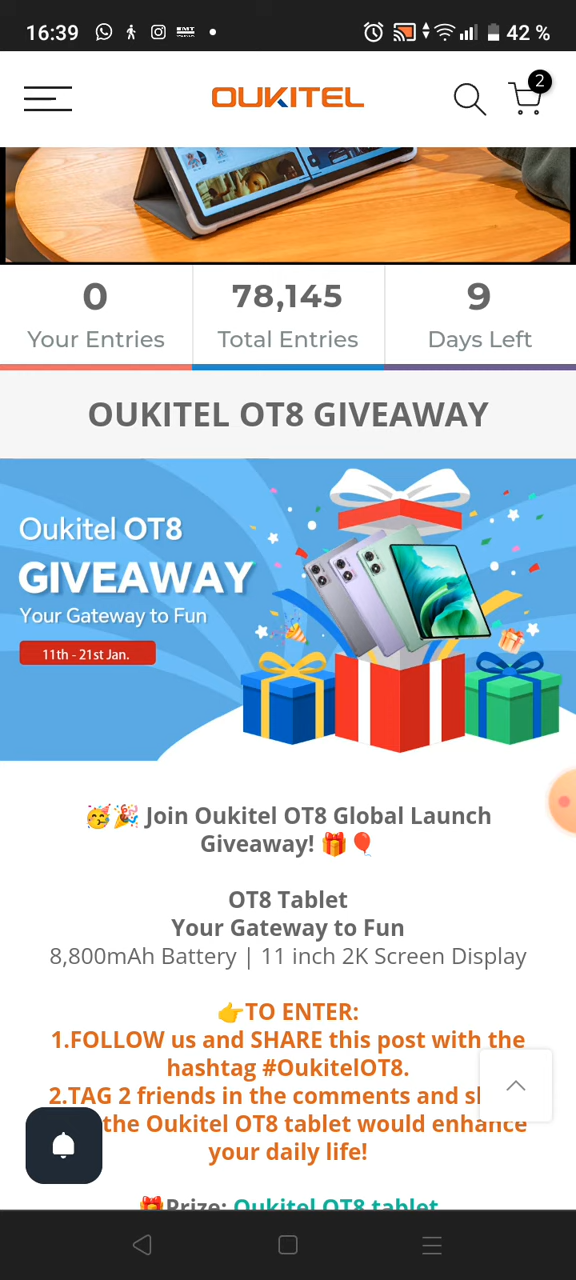 16:39
42 %
OUKITEL
2
0
78,145
9
Your Entries
Total Entries
Days Left
OUKITEL OT8 GIVEAWAY
Oukitel OT8
GIVEAWAY
Your Gateway to Fun
11th - 21st Jan.
🥳🎉 Join Oukitel OT8 Global Launch
Giveaway! 🎁🎈
OT8 Tablet
Your Gateway to Fun
8,800mAh Battery | 11 inch 2K Screen Display
👉TO ENTER:
1.FOLLOW us and SHARE this post with the
hashtag #OukitelOT8.
2.TAG 2 friends in the comments and
the Oukitel OT8 tablet would enhance
your daily life!
🎁Prize: Oukitel OT8 tablet